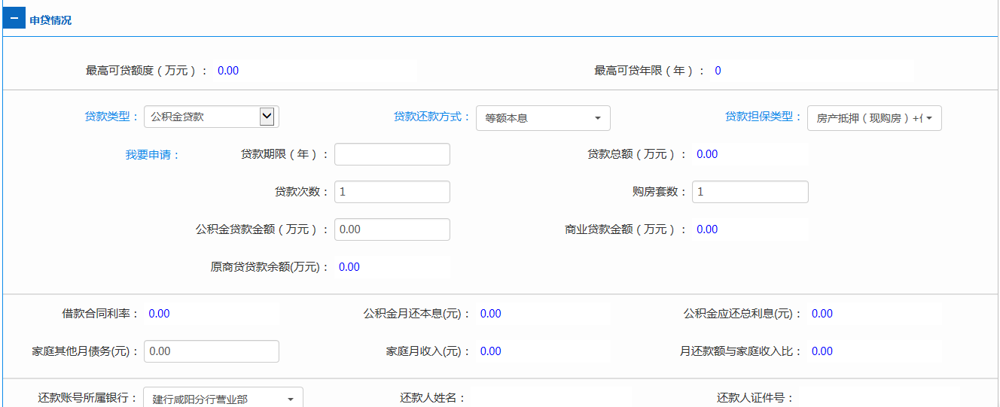 申贷情况
最高可贷额度（万元）： 0.00 最高可贷年限（年）： 0
贷款类型： 公积金贷款 贷款还款方式： 等额本息 贷款担保类型： 房产抵押（现购房）+
我要申请： 贷款期限（年）： 贷款总额（万元）： 0.00
贷款次数： 1 购房套数： 1
公积金贷款金额（万元）： 0.00 商业贷款金额（万元）： 0.00
原商贷贷款余额(万元)： 0.00
借款合同利率： 0.00 公积金月还本息(元)： 0.00 公积金应还总利息(元)： 0.00
家庭其他月债务(元)： 0.00 家庭月收入(元)： 0.00 月还款额与家庭收入比： 0.00
还款账号所属银行： 建行咸阳分行营业部 还款人姓名： 还款人证件号：